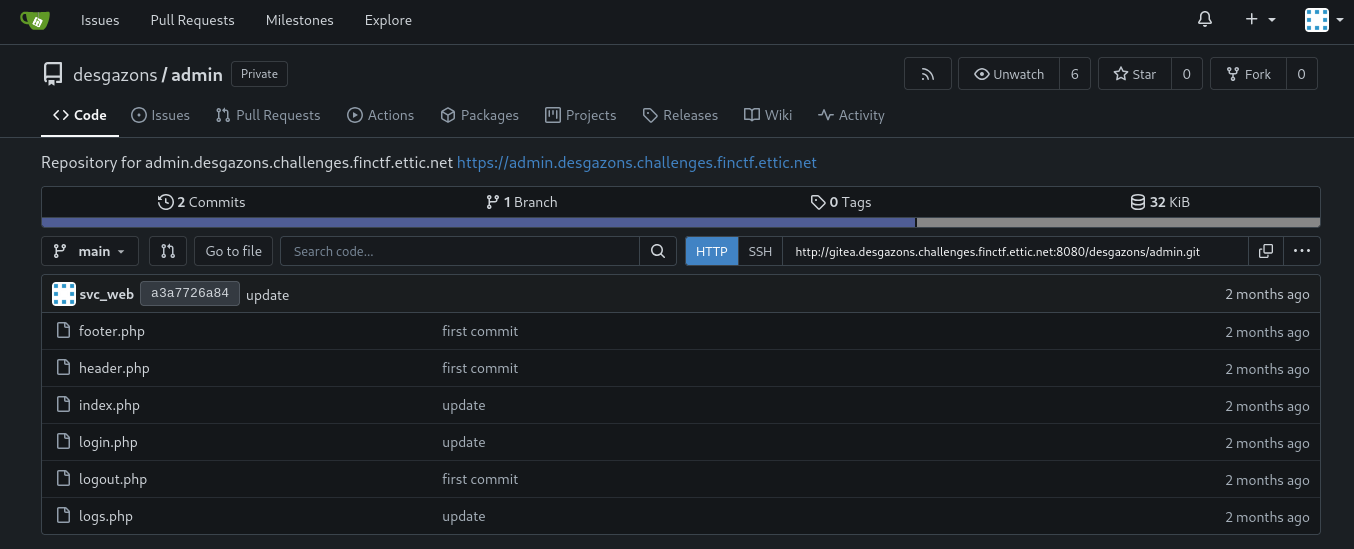 Issues Pull Requests Milestones Explore
desgazons / admin Private Unwatch 6 Star 0 Fork 0
Code Issues Pull Requests Actions Packages Projects Releases Wiki Activity
Repository for admin.desgazons.challenges.finctf.ettic.net https://admin.desgazons.challenges.finctf.ettic.net
2 Commits 1 Branch 0 Tags 32 KiB
main Go to file Search code... HTTP SSH http://gitea.desgazons.challenges.finctf.ettic.net:8080/desgazons/admin.git
svc_web a3a7726a84 update 2 months ago
footer.php first commit 2 months ago
header.php first commit 2 months ago
index.php update 2 months ago
login.php update 2 months ago
logout.php first commit 2 months ago
logs.php update 2 months ago